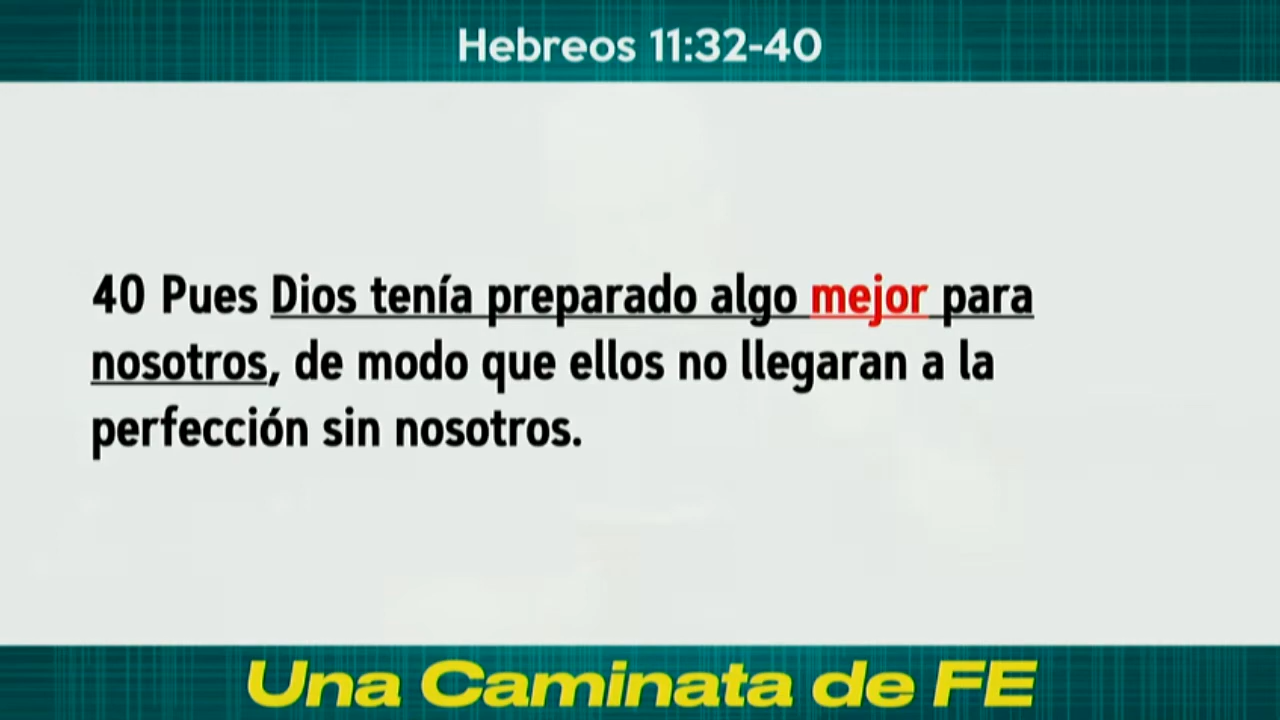 Hebreos 11:32-40
40 Pues Dios tenía preparado algo mejor para
nosotros, de modo que ellos no llegaran a la
perfección sin nosotros.
Una Caminata de FE